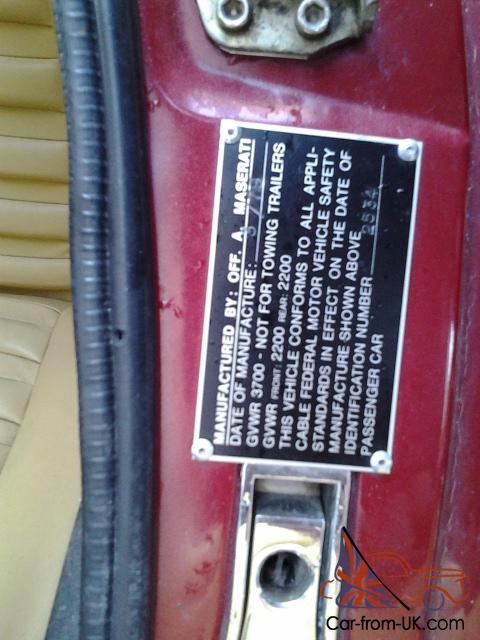 MANUFACTURED BY: OFF. A. MASERATI
DATE OF MANUFACTURE:
GVWR 3700 - NOT FOR TOWING TRAILERS
GVWR FRONT: 2200 REAR: 2200
THIS VEHICLE CONFORMS TO ALL APPLI-
CABLE FEDERAL MOTOR VEHICLE SAFETY
STANDARDS IN EFFECT ON THE DATE OF
MANUFACTURE SHOWN ABOVE
IDENTIFICATION NUMBER 2534
PASSENGER CAR
Car-from-UK.com